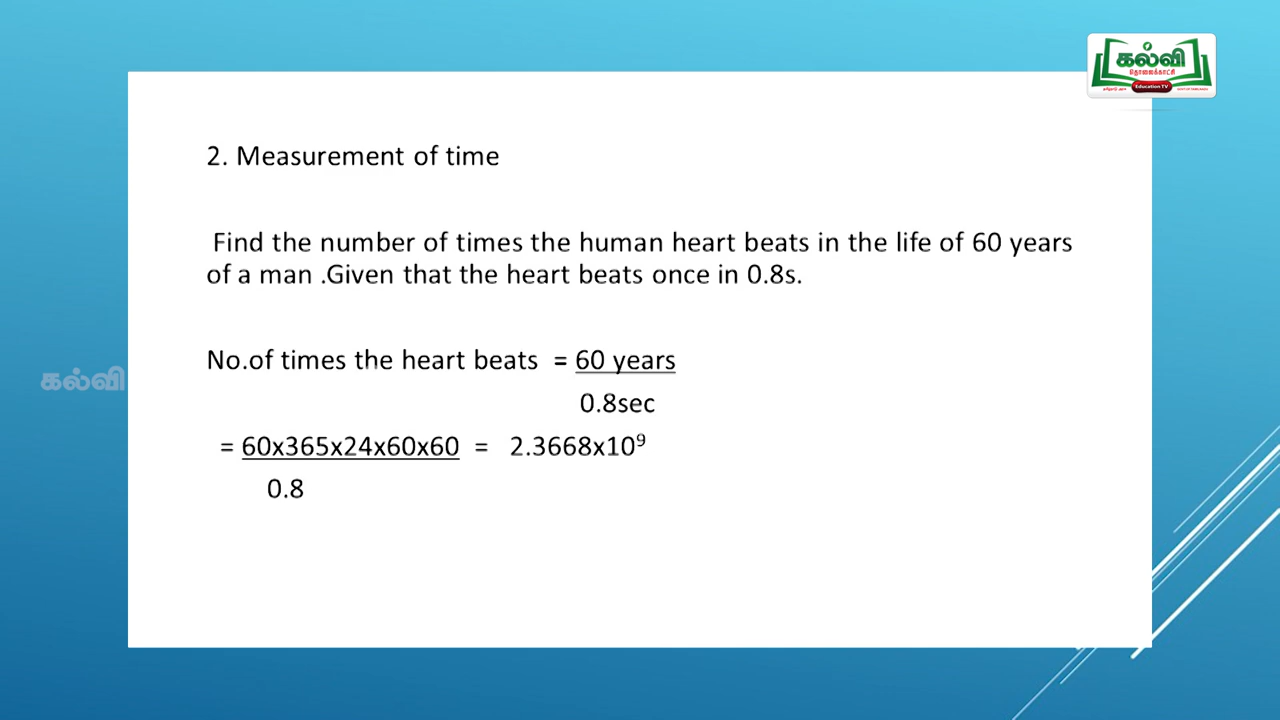 கல்வி
தொலைக்காட்சி
Education TV
2. Measurement of time
Find the number of times the human heart beats in the life of 60 years
of a man .Given that the heart beats once in 0.8s.
No.of times the heart beats = 60 years
0.8sec
கல்வி
= 60x365x24x60x60 = 2.3668x10⁹
0.8